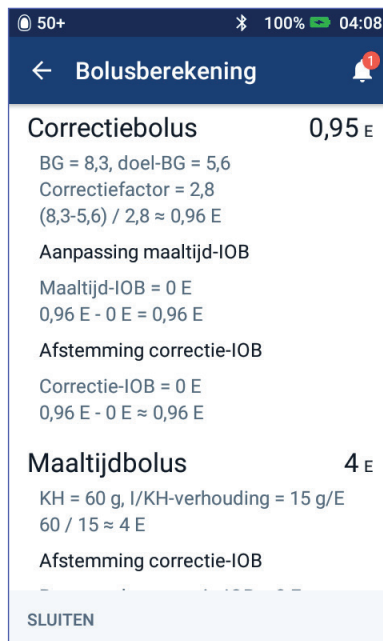 50+ 100% 04:08
Bolusberekening 1
Correctiebolus 0,95 E
BG = 8,3, doel-BG = 5,6
Correctiefactor = 2,8
(8,3-5,6) / 2,8 ≈ 0,96 E
Aanpassing maaltijd-IOB
Maaltijd-IOB = 0 E
0,96 E - 0 E = 0,96 E
Afstemming correctie-IOB
Correctie-IOB = 0 E
0,96 E - 0 E ≈ 0,96 E
Maaltijdbolus 4 E
KH = 60 g, I/KH-verhouding = 15 g/E
60 / 15 ≈ 4 E
Afstemming correctie-IOB
SLUITEN